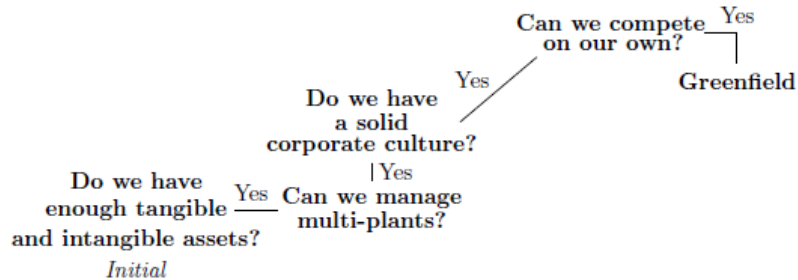 Can we compete
on our own?
Yes
Greenfield
Yes
Do we have
a solid
corporate culture?
Yes
Do we have
enough tangible
and intangible assets?
Initial
Yes
Can we manage
multi-plants?